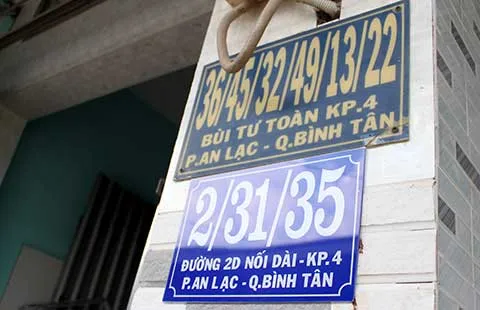 36/45/32/49/13/22
BÙI TƯ TOÀN KP.4
P.AN LẠC - Q.BÌNH TÂN
2/31/35
ĐƯỜNG 2D NỐI DÀI - KP.4
P.AN LẠC - Q.BÌNH TÂN